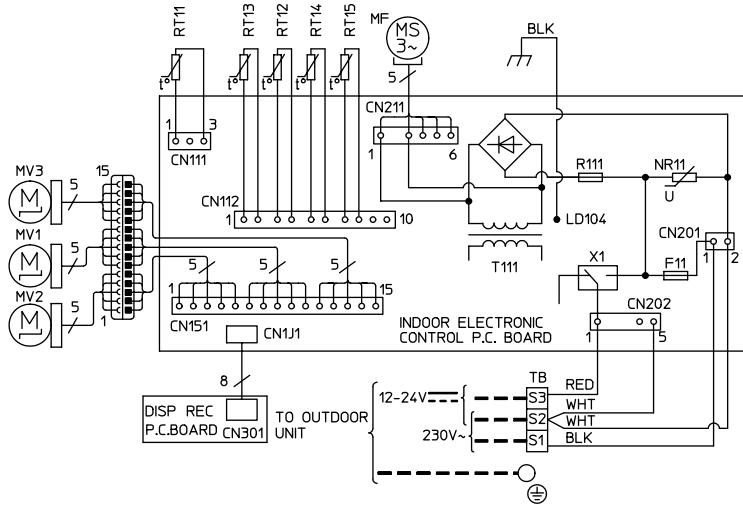 RT11
RT13
RT12
RT14
RT15
MF
MS
3~
BLK
t°
t°
t°
t°
t°
5
CN211
1
3
CN111
1
6
MV3
5
15
R111
NR11
U
CN112
1
10
LD104
MV1
5
CN201
1
2
T111
X1
F11
5
5
5
MV2
5
1
1
15
CN151
CN202
1
5
CN1J1
INDOOR ELECTRONIC
CONTROL P.C. BOARD
8
TB
DISP REC
P.C.BOARD
CN301
TO OUTDOOR
UNIT
12-24V
230V~
S3
S2
S1
RED
WHT
WHT
BLK